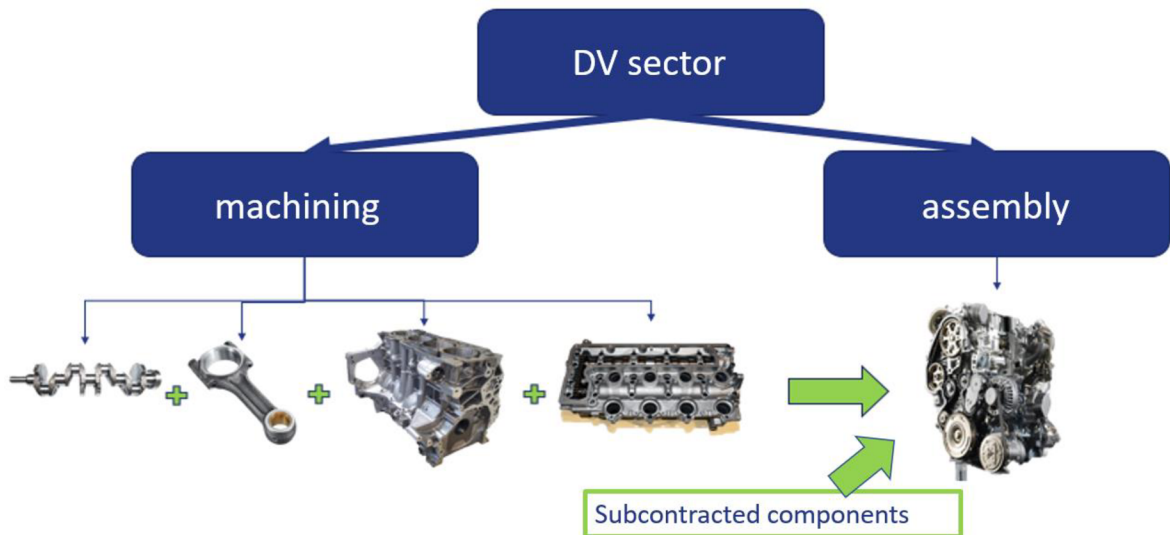 DV sector
machining
assembly
Subcontracted components